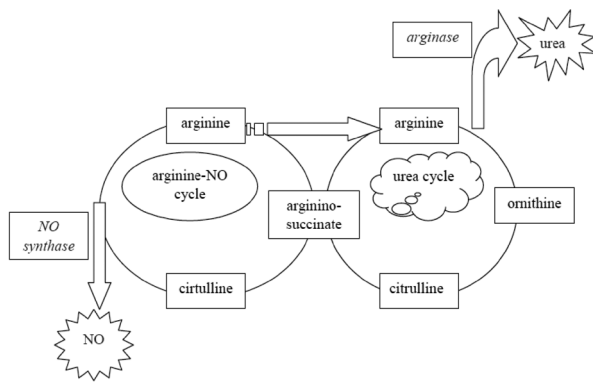 arginase
urea
arginine
arginine
arginine-NO
cycle
urea cycle
arginino-
succinate
ornithine
NO
synthase
cirtulline
citrulline
NO